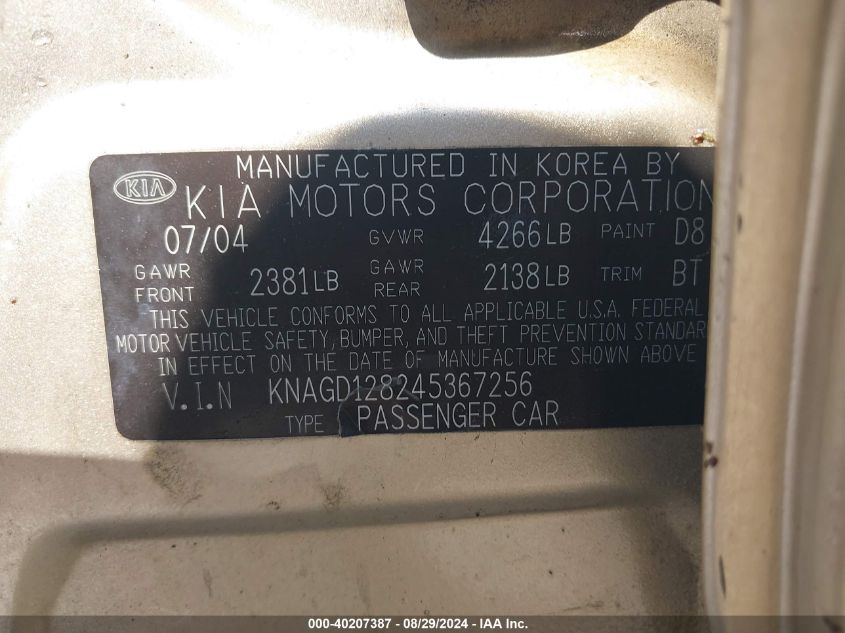 MANUFACTURED IN KOREA BY
KIA KIA MOTORS CORPORATION
07/04 GVWR 4266LB PAINT D8
GAWR FRONT 2381LB GAWR REAR 2138LB TRIM BT
THIS VEHICLE CONFORMS TO ALL APPLICABLE U.S.A. FEDERAL
MOTOR VEHICLE SAFETY, BUMPER, AND THEFT PREVENTION STANDAR
IN EFFECT ON THE DATE OF MANUFACTURE SHOWN ABOVE
V.I.N KNAGD128245367256
TYPE PASSENGER CAR
000-40207387 - 08/29/2024 - IAA Inc.